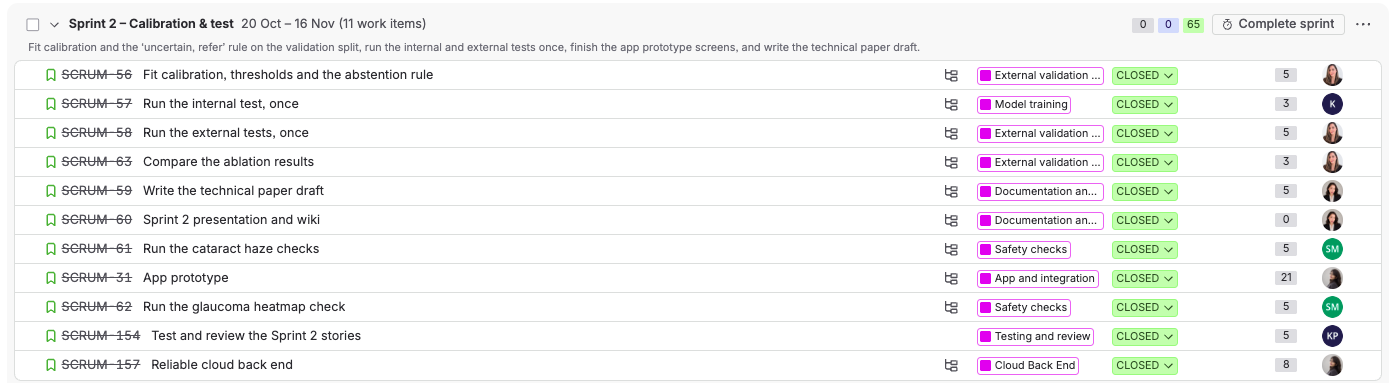 Sprint 2 – Calibration & test 20 Oct – 16 Nov (11 work items) 0 0 65 Complete sprint
Fit calibration and the 'uncertain, refer' rule on the validation split, run the internal and external tests once, finish the app prototype screens, and write the technical paper draft.
SCRUM-56 Fit calibration, thresholds and the abstention rule External validation ... CLOSED 5
SCRUM-57 Run the internal test, once Model training CLOSED 3 K
SCRUM-58 Run the external tests, once External validation ... CLOSED 5
SCRUM-63 Compare the ablation results External validation ... CLOSED 3
SCRUM-59 Write the technical paper draft Documentation an... CLOSED 5
SCRUM-60 Sprint 2 presentation and wiki Documentation an... CLOSED 0
SCRUM-61 Run the cataract haze checks Safety checks CLOSED 5 SM
SCRUM-31 App prototype App and integration CLOSED 21
SCRUM-62 Run the glaucoma heatmap check Safety checks CLOSED 5 SM
SCRUM-154 Test and review the Sprint 2 stories Testing and review CLOSED 5 KP
SCRUM-157 Reliable cloud back end Cloud Back End CLOSED 8